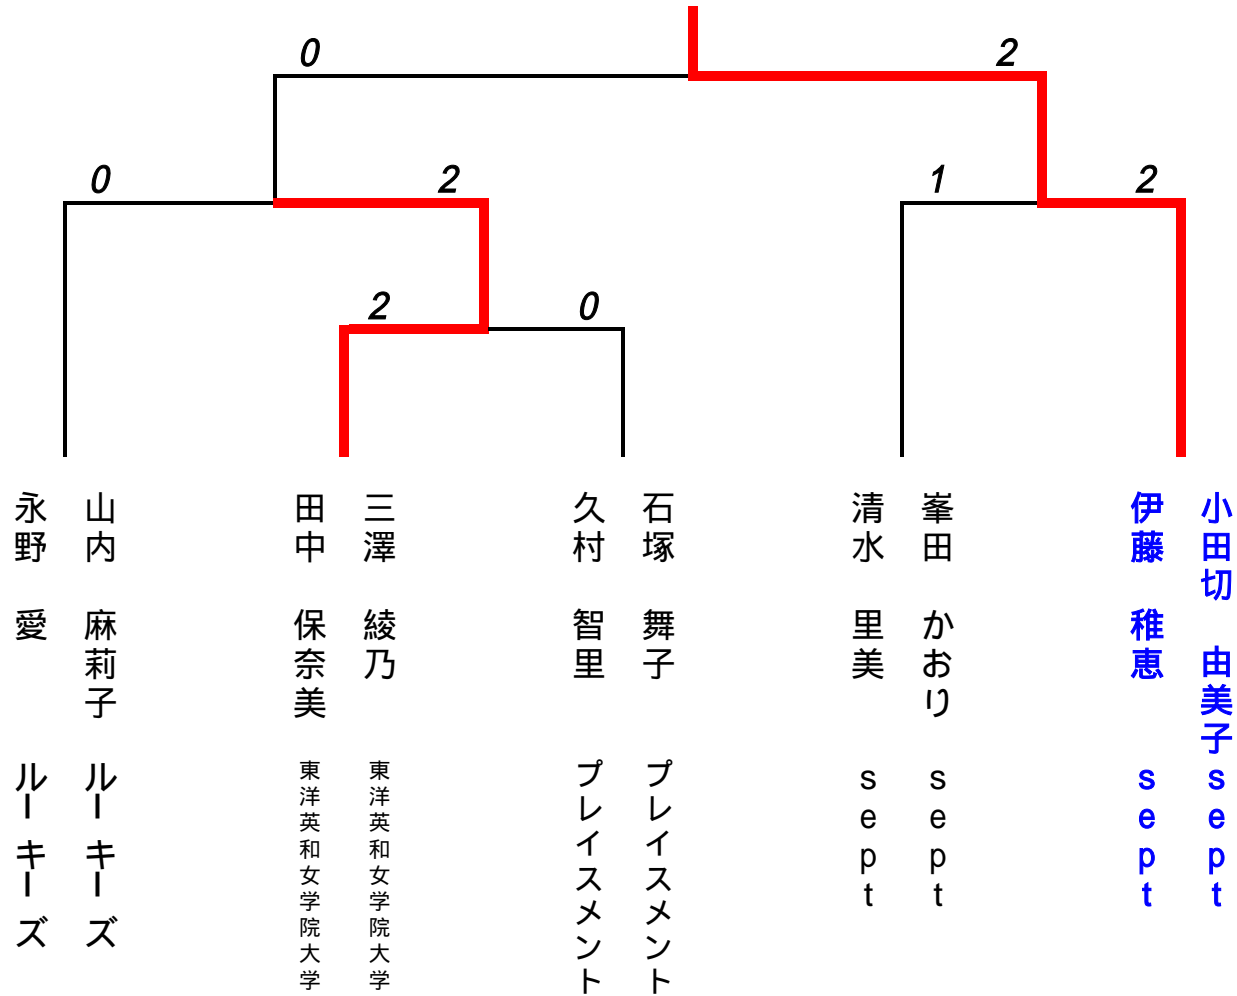 0 2
0 2 1 2
2 0
永野 愛 ルーキーズ
山内 麻莉子 ルーキーズ
田中 保奈美 東洋英和女学院大学
三澤 綾乃 東洋英和女学院大学
久村 智里 プレイスメント
石塚 舞子 プレイスメント
清水 里美 sept
峯田 かおり sept
伊藤 稚恵 sept
小田切 由美子 sept